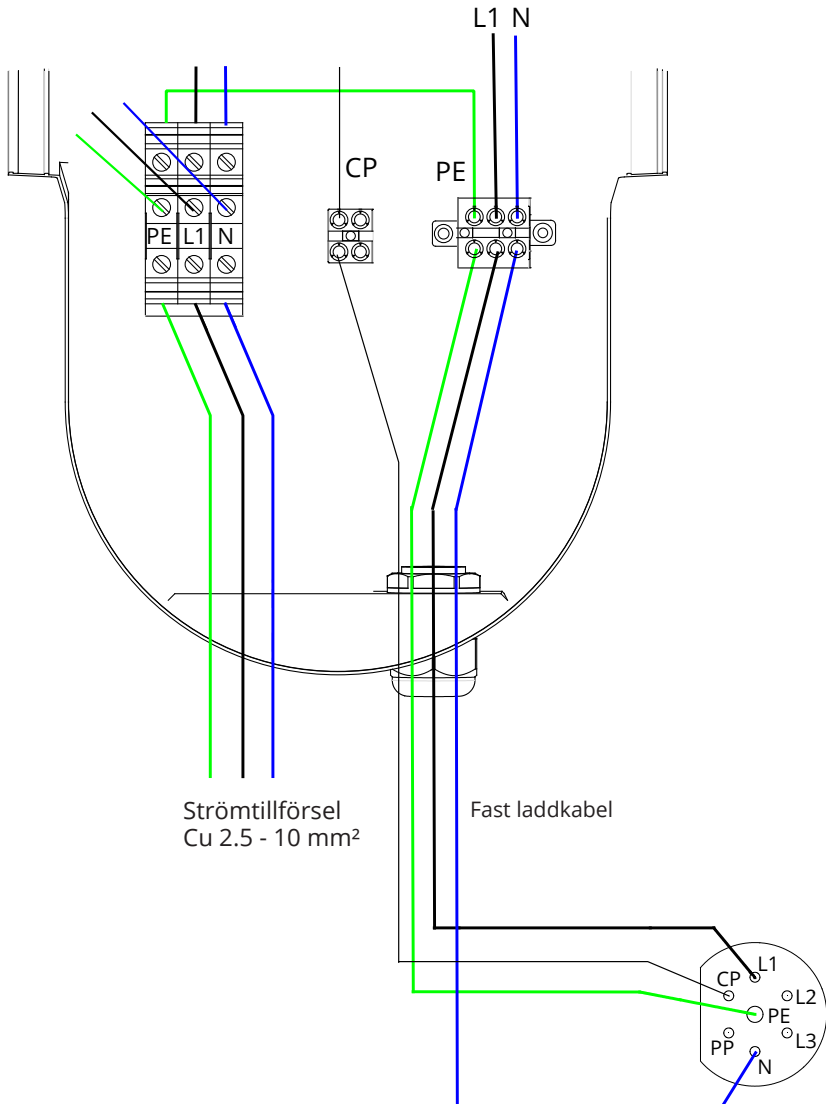 L1 N
CP
PE
PE L1 N
Strömtillförsel
Cu 2.5 - 10 mm²
Fast laddkabel
L1
CP
L2
PE
PP
L3
N